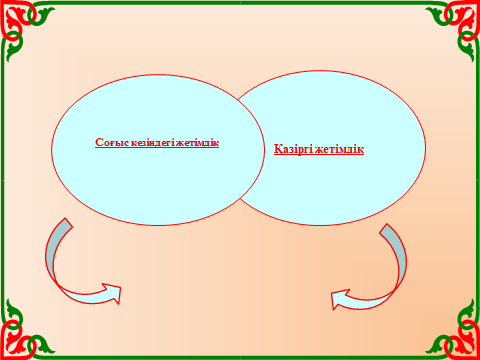 Соғыс кезіндегі жетімдік
Қазіргі жетімдік